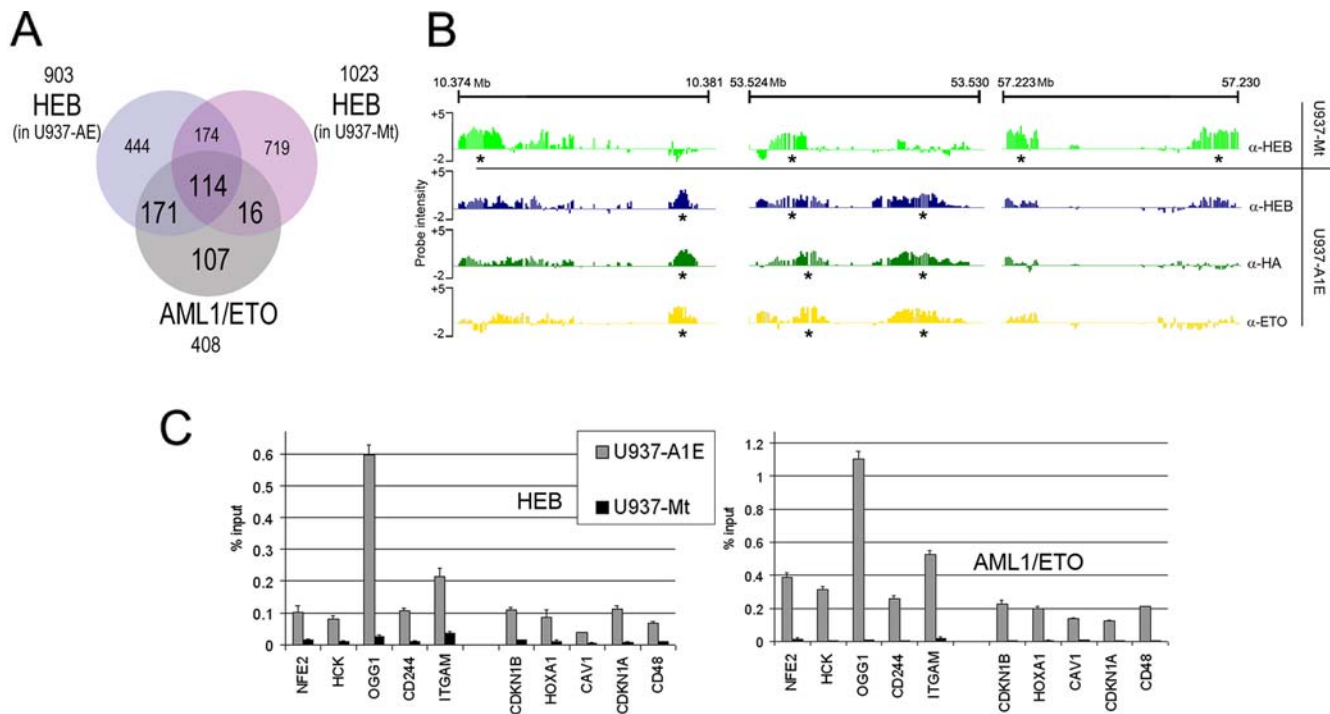 A
903
HEB
(in U937-AE)
1023
HEB
(in U937-Mt)
444
174
719
114
171
16
107
AML1/ETO
408
B
10.374 Mb
10.381
53.524 Mb
53.530
57.223 Mb
57.230
Probe intensity
+5
-2
*
*
*
*
α-HEB
U937-Mt
+5
-2
*
*
*
α-HEB
+5
-2
*
*
*
α-HA
+5
-2
*
*
*
α-ETO
U937-A1E
C
% input
0.6
0.5
0.4
0.3
0.2
0.1
0
HEB
U937-A1E
U937-Mt
NFE2
HCK
OGG1
CD244
ITGAM
CDKN1B
HOXA1
CAV1
CDKN1A
CD48
% input
1.2
1
0.8
0.6
0.4
0.2
0
AML1/ETO
NFE2
HCK
OGG1
CD244
ITGAM
CDKN1B
HOXA1
CAV1
CDKN1A
CD48